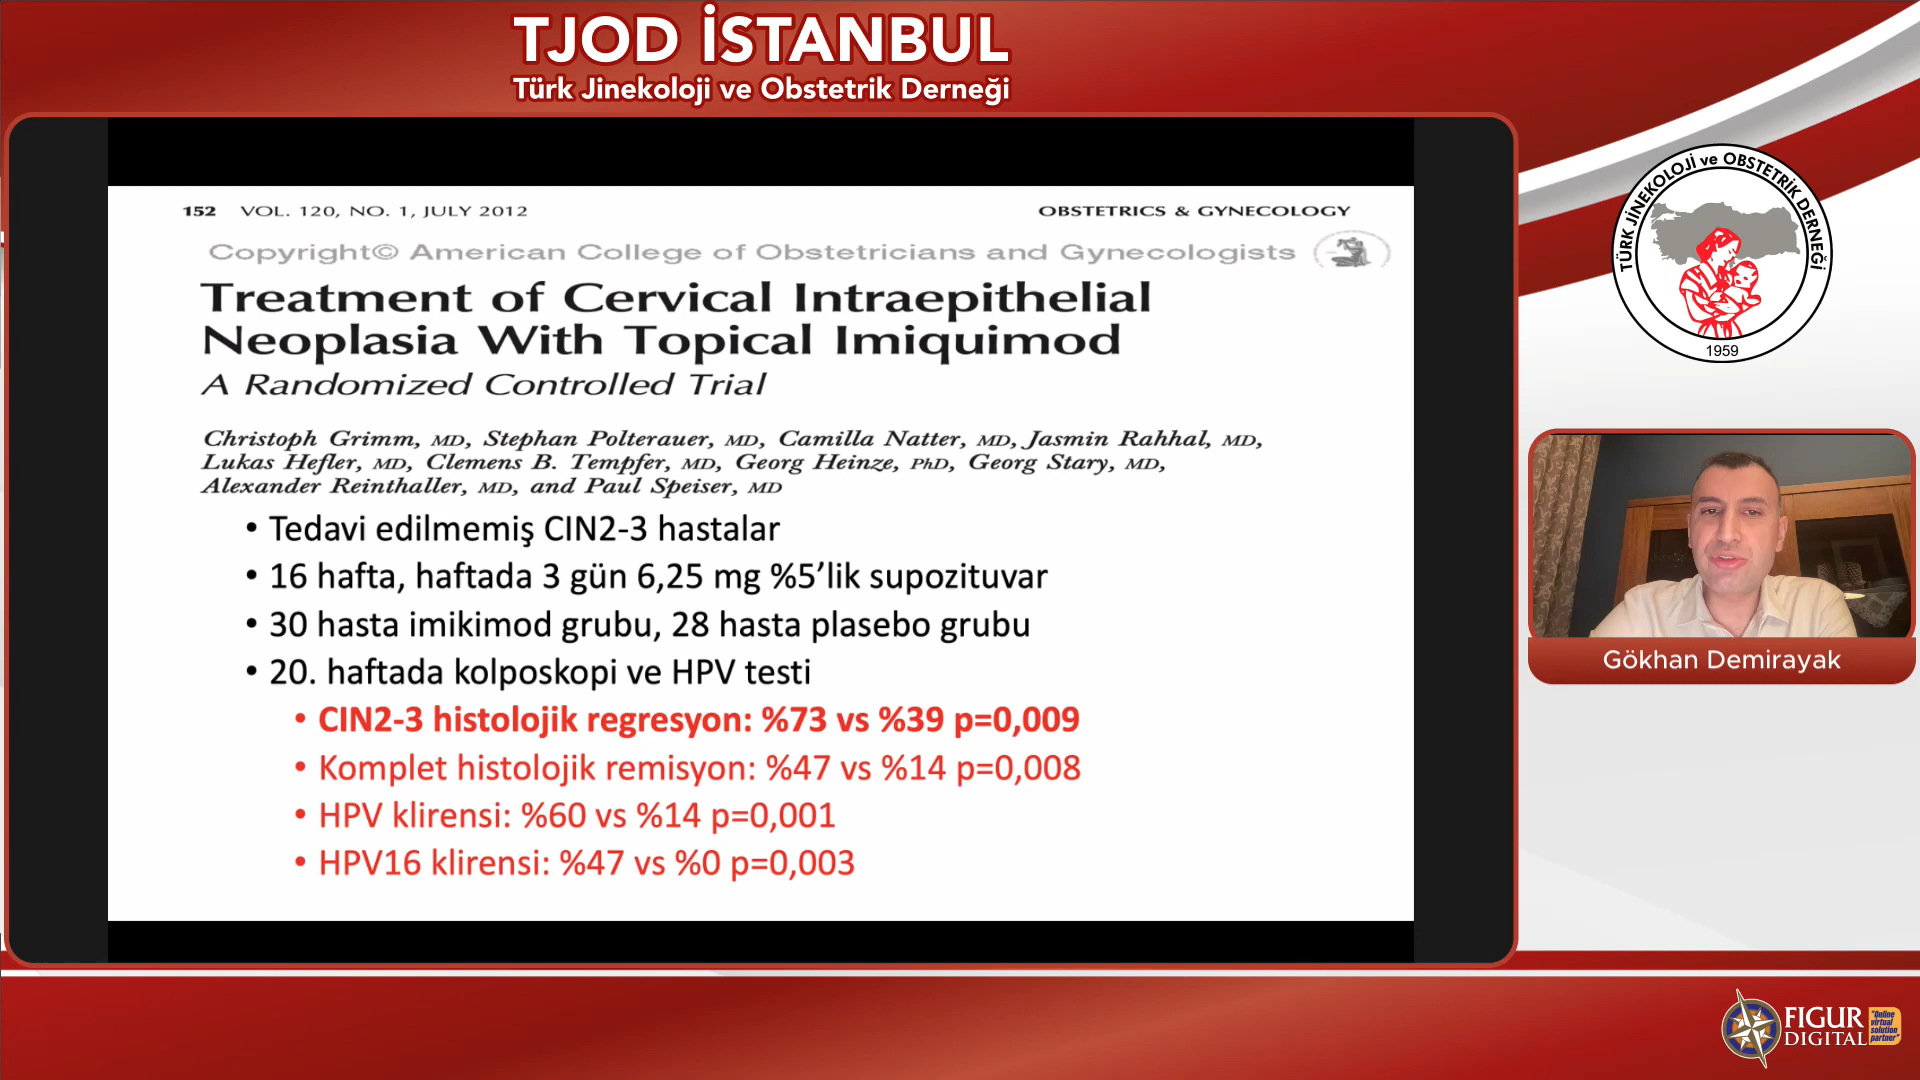 TJOD İSTANBUL
Türk Jinekoloji ve Obstetrik Derneği
152 VOL. 120, NO. 1, JULY 2012
OBSTETRICS & GYNECOLOGY
Copyright© American College of Obstetricians and Gynecologists
Treatment of Cervical Intraepithelial
Neoplasia With Topical Imiquimod
A Randomized Controlled Trial
Christoph Grimm, MD, Stephan Polterauer, MD, Camilla Natter, MD, Jasmin Rahhal, MD,
Lukas Hefler, MD, Clemens B. Tempfer, MD, Georg Heinze, PhD, Georg Stary, MD,
Alexander Reinthaller, MD, and Paul Speiser, MD
• Tedavi edilmemiş CIN2-3 hastalar
• 16 hafta, haftada 3 gün 6,25 mg %5’lik supozituvar
• 30 hasta imikimod grubu, 28 hasta plasebo grubu
• 20. haftada kolposkopi ve HPV testi
• CIN2-3 histolojik regresyon: %73 vs %39 p=0,009
• Komplet histolojik remisyon: %47 vs %14 p=0,008
• HPV klirensi: %60 vs %14 p=0,001
• HPV16 klirensi: %47 vs %0 p=0,003
TÜRK JİNEKOLOJİ ve OBSTETRİK DERNEĞİ
1959
Gökhan Demirayak
FIGUR
DIGITAL
"Online
virtual
solution
partner"